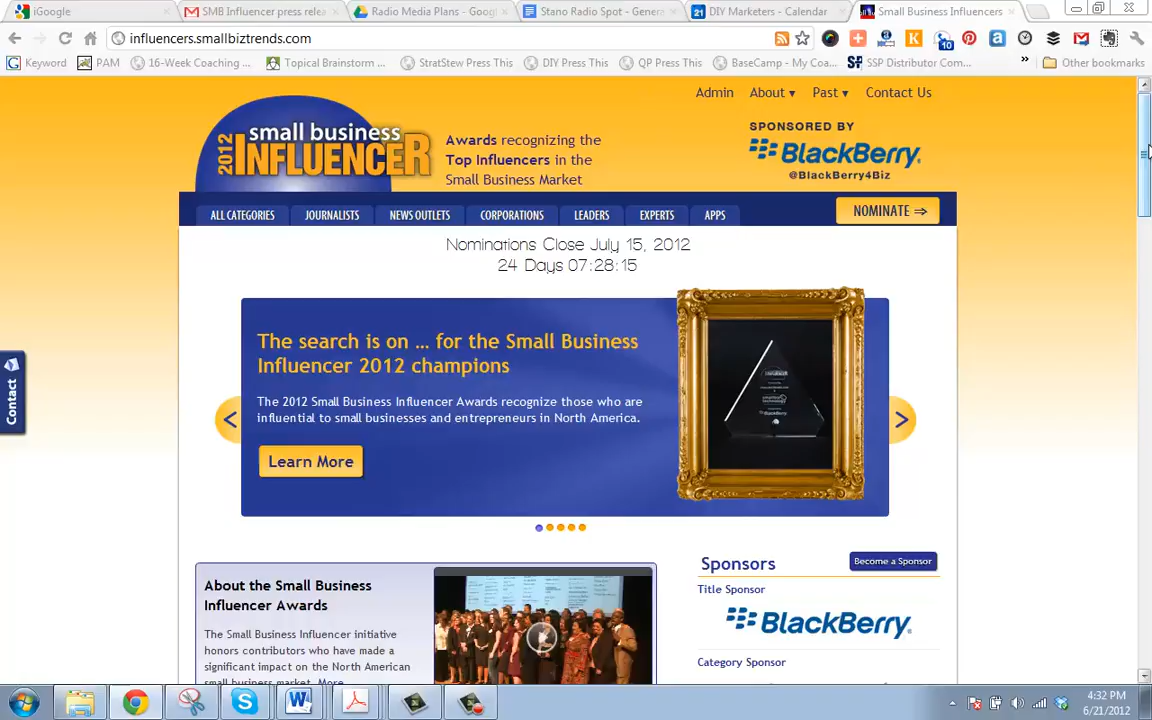 iGoogle
SMB Influencer press relea
Radio Media Plans - Googl
Stano Radio Spot - Gener
DIY Marketers - Calendar
Small Business Influencers
influencers.smallbiztrends.com
10
Keyword
PAM
16-Week Coaching ...
Topical Brainstorm ...
StratStew Press This
DIY Press This
QP Press This
BaseCamp - My Coa...
SSP Distributor Com...
Other bookmarks
Admin
About ▾
Past ▾
Contact Us
2012 small business
INFLUENCER
Awards recognizing the
Top Influencers in the
Small Business Market
SPONSORED BY
BlackBerry
@BlackBerry4Biz
ALL CATEGORIES
JOURNALISTS
NEWS OUTLETS
CORPORATIONS
LEADERS
EXPERTS
APPS
NOMINATE ⇒
Nominations Close July 15, 2012
24 Days 07:28:15
The search is on ... for the Small Business
Influencer 2012 champions
The 2012 Small Business Influencer Awards recognize those who are
influential to small businesses and entrepreneurs in North America.
Learn More
<
>
Contact
About the Small Business
Influencer Awards
The Small Business Influencer initiative
honors contributors who have made a
significant impact on the North American
small business market. More
Sponsors
Become a Sponsor
Title Sponsor
BlackBerry
Category Sponsor
4:32 PM
6/21/2012